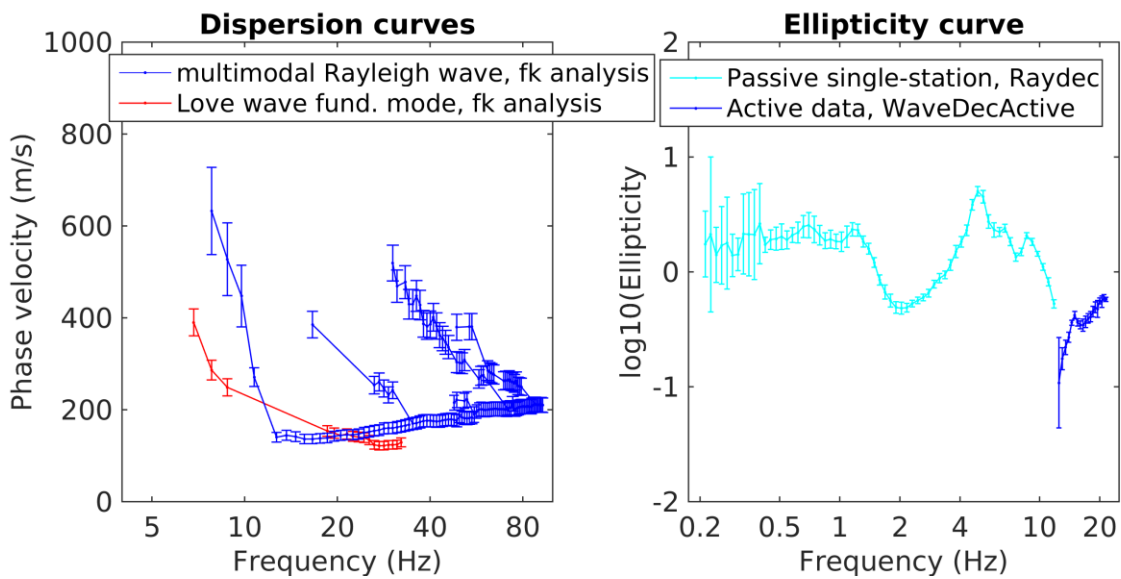 Dispersion curves
1000
800
600
400
200
0
Phase velocity (m/s)
multimodal Rayleigh wave, fk analysis
Love wave fund. mode, fk analysis
5 10 20 40 80
Frequency (Hz)
Ellipticity curve
2
1
0
-1
-2
log10(Ellipticity
Passive single-station, Raydec
Active data, WaveDecActive
0.2 0.5 1 2 4 10 20
Frequency (Hz)